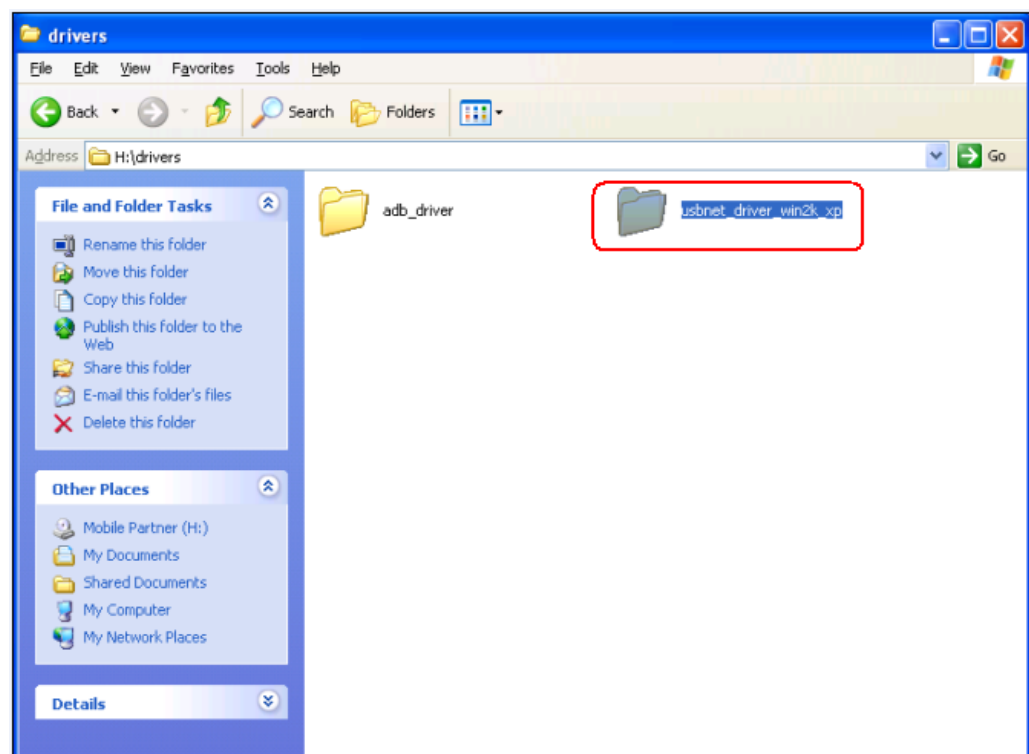 drivers
File Edit View Favorites Tools Help
Back Search Folders
Address H:\drivers Go
File and Folder Tasks
Rename this folder
Move this folder
Copy this folder
Publish this folder to the
Web
Share this folder
E-mail this folder's files
Delete this folder
Other Places
Mobile Partner (H:)
My Documents
Shared Documents
My Computer
My Network Places
Details
adb_driver
usbnet_driver_win2k_xp